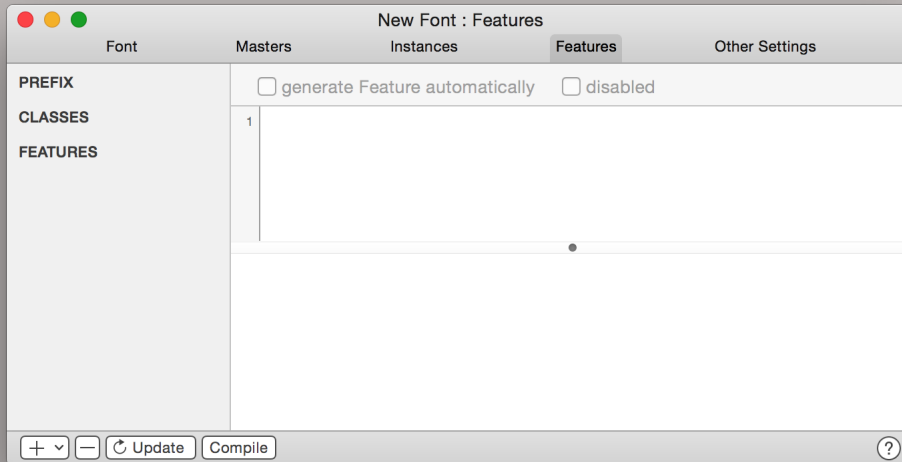 New Font : Features
Font Masters Instances Features Other Settings
PREFIX
generate Feature automatically disabled
CLASSES
1
FEATURES
+ − Update Compile ?